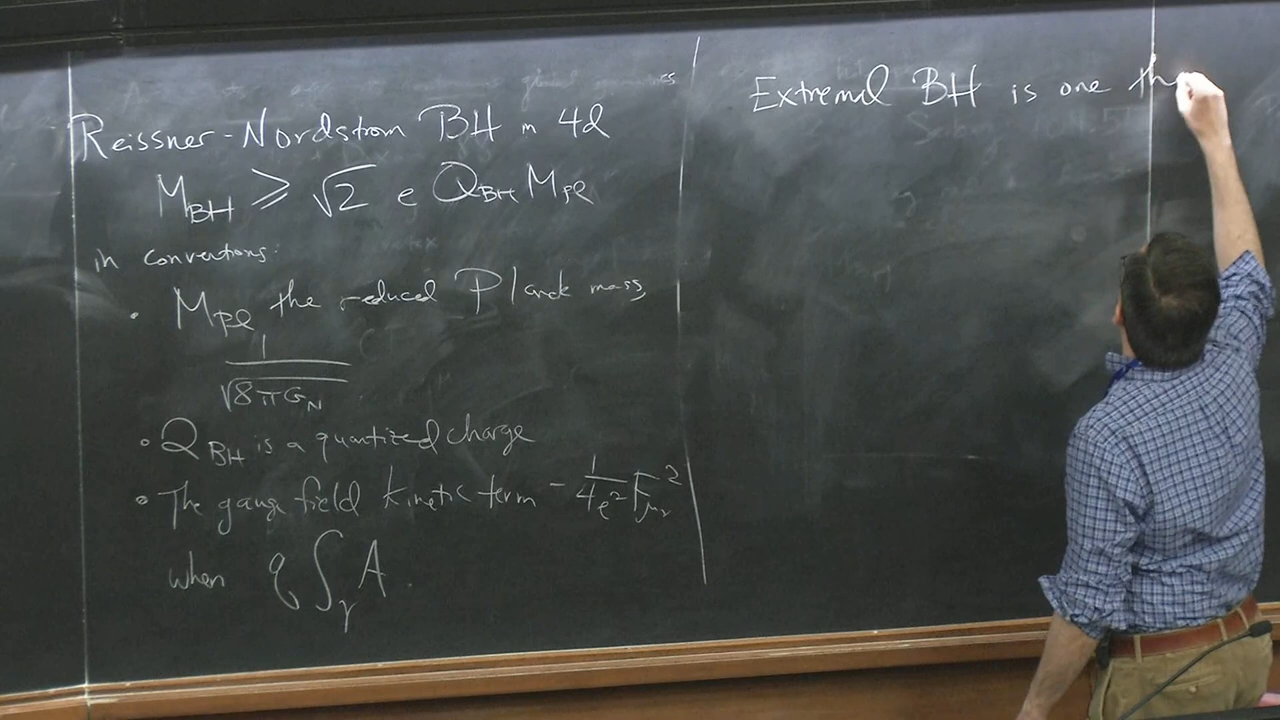 Reissner-Nordstrom BH in 4d
M_BH ⩾ √2 e Q_BH M_Pl
in conventions:
• M_Pl the reduced Planck mass,
1
√8πG_N
• Q_BH is a quantized charge
• The gauge field kinetic term - 1/4e² F_μν²
when q ∫_γ A.
Extremal BH is one th